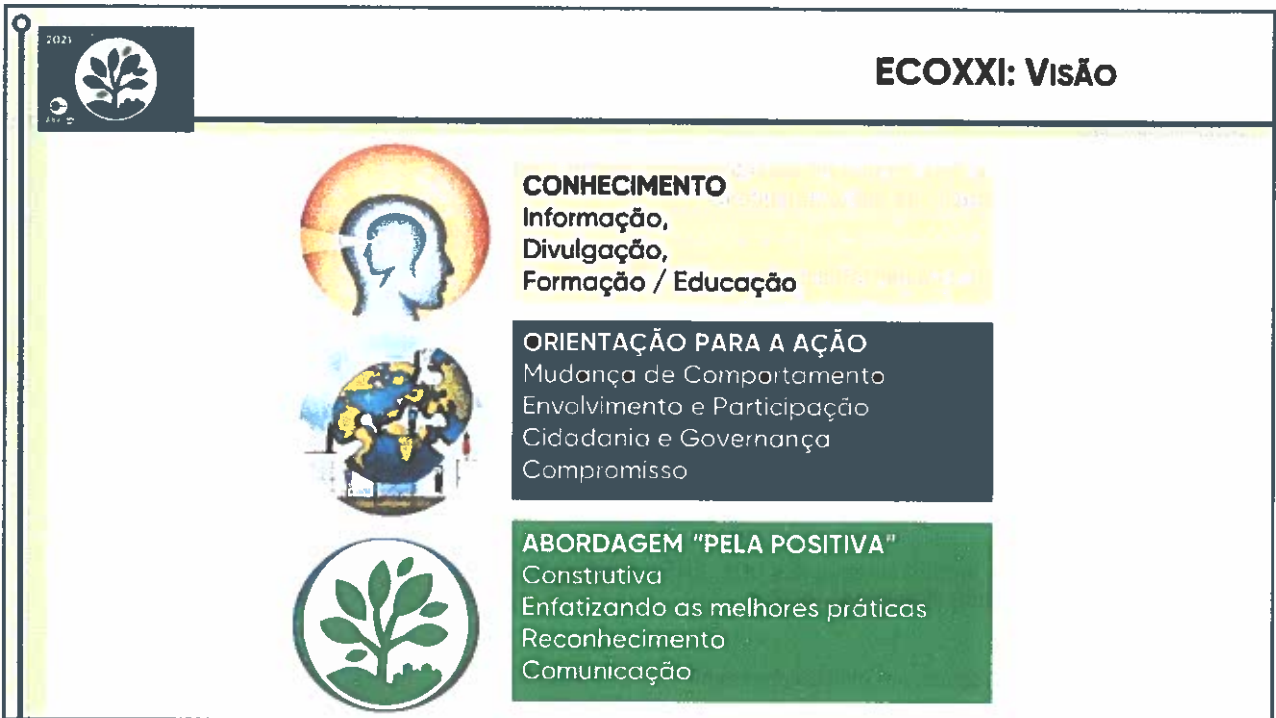 2021
ECOXXI: VISÃO
CONHECIMENTO
Informação,
Divulgação,
Formação / Educação
ORIENTAÇÃO PARA A AÇÃO
Mudança de Comportamento
Envolvimento e Participação
Cidadania e Governança
Compromisso
ABORDAGEM "PELA POSITIVA"
Construtiva
Enfatizando as melhores práticas
Reconhecimento
Comunicação